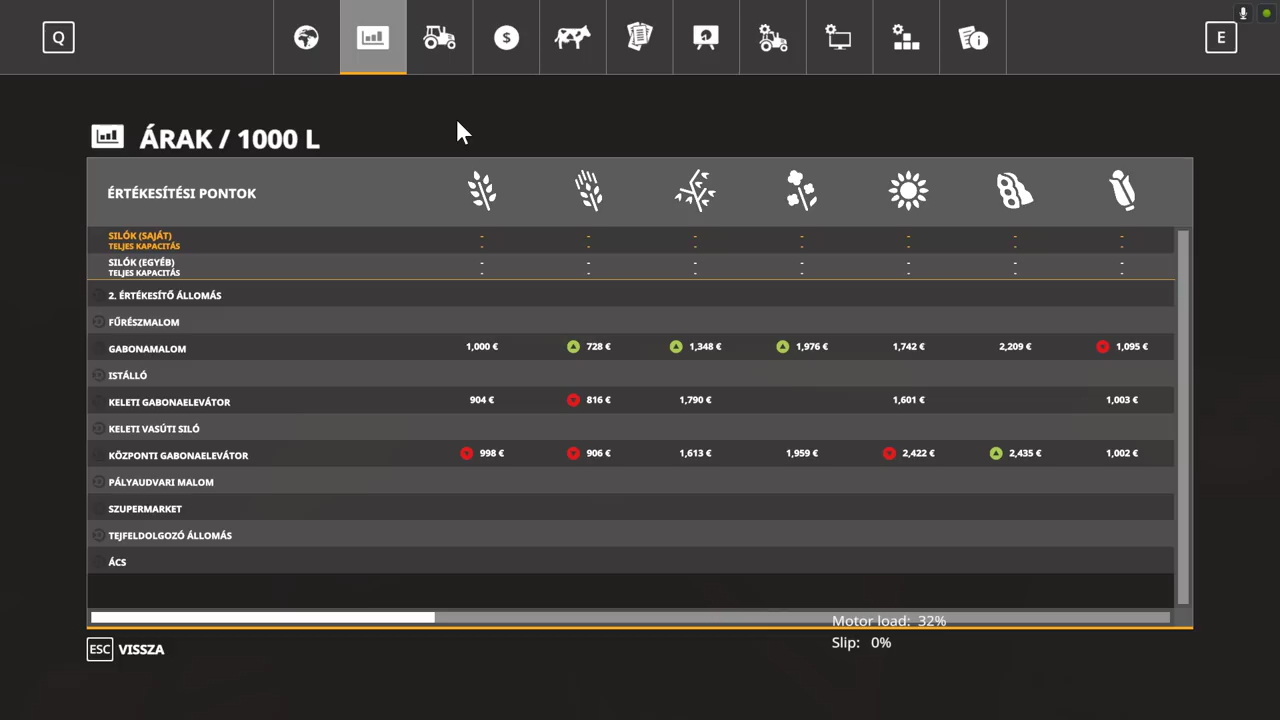 Q
$
E
ÁRAK / 1000 L
ÉRTÉKESÍTÉSI PONTOK
SILÓK (SAJÁT) - - - - - - -
TELJES KAPACITÁS - - - - - - -
SILÓK (EGYÉB) - - - - - - -
TELJES KAPACITÁS - - - - - - -
2. ÉRTÉKESÍTŐ ÁLLOMÁS
FŰRÉSZMALOM
GABONAMALOM 1,000 € 728 € 1,348 € 1,976 € 1,742 € 2,209 € 1,095 €
ISTÁLLÓ
KELETI GABONAELEVÁTOR 904 € 816 € 1,790 € 1,601 € 1,003 €
KELETI VASÚTI SILÓ
KÖZPONTI GABONAELEVÁTOR 998 € 906 € 1,613 € 1,959 € 2,422 € 2,435 € 1,002 €
PÁLYAUDVARI MALOM
SZUPERMARKET
TEJFELDOLGOZÓ ÁLLOMÁS
ÁCS
Motor load: 32%
Slip: 0%
ESC VISSZA